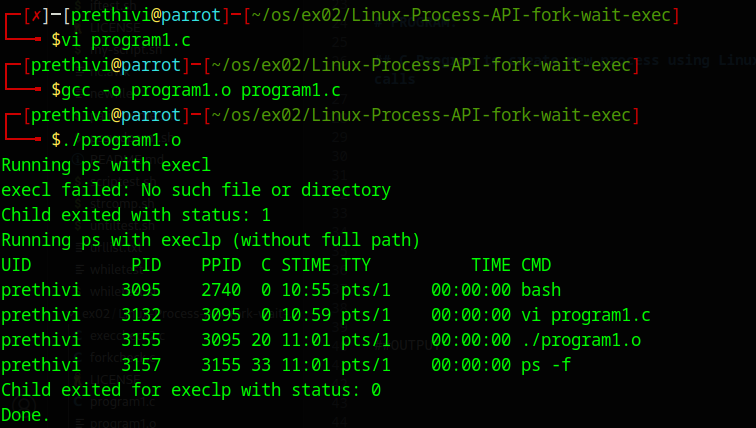 ┌─[✗]─[prethivi@parrot]─[~/os/ex02/Linux-Process-API-fork-wait-exec]
└──╼ $vi program1.c
┌─[prethivi@parrot]─[~/os/ex02/Linux-Process-API-fork-wait-exec]
└──╼ $gcc -o program1.o program1.c
┌─[prethivi@parrot]─[~/os/ex02/Linux-Process-API-fork-wait-exec]
└──╼ $./program1.o
Running ps with execl
execl failed: No such file or directory
Child exited with status: 1
Running ps with execlp (without full path)
UID          PID    PPID  C STIME TTY          TIME CMD
prethivi    3095    2740  0 10:55 pts/1    00:00:00 bash
prethivi    3132    3095  0 10:59 pts/1    00:00:00 vi program1.c
prethivi    3155    3095 20 11:01 pts/1    00:00:00 ./program1.o
prethivi    3157    3155 33 11:01 pts/1    00:00:00 ps -f
Child exited for execlp with status: 0
Done.